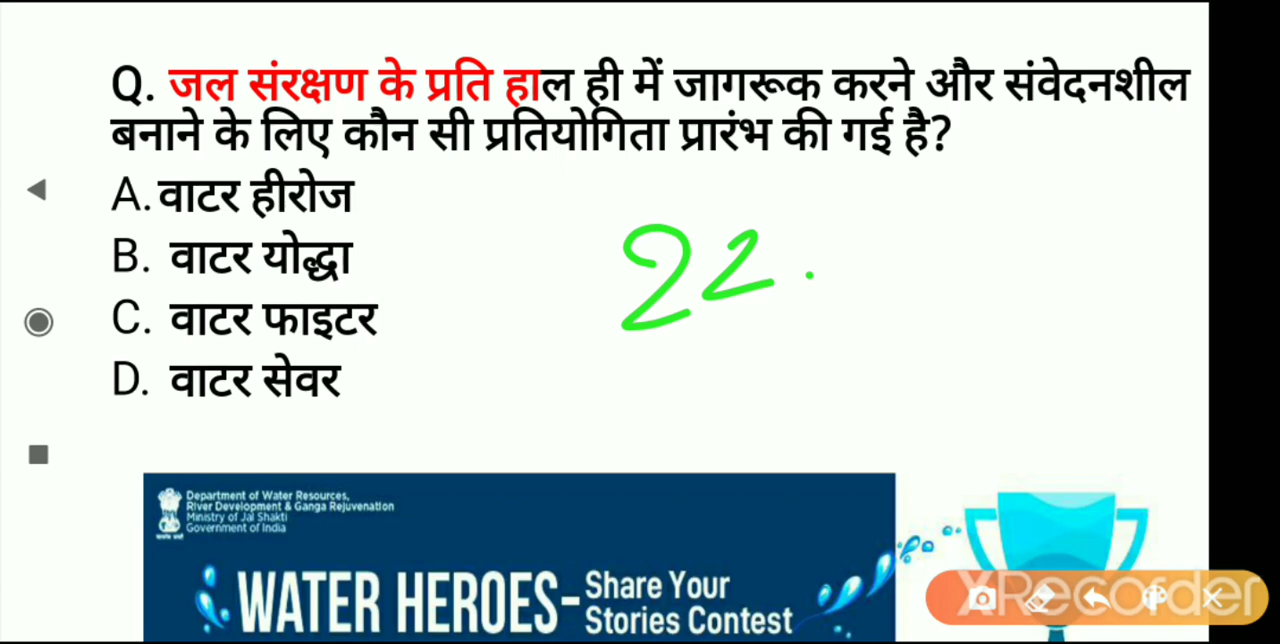 Q. जल संरक्षण के प्रति हाल ही में जागरूक करने और संवेदनशील
बनाने के लिए कौन सी प्रतियोगिता प्रारंभ की गई है?
A. वाटर हीरोज
B. वाटर योद्धा
C. वाटर फाइटर
D. वाटर सेवर
22.
Department of Water Resources,
River Development & Ganga Rejuvenation
Ministry of Jal Shakti
Government of India
WATER HEROES-
Share Your
Stories Contest
XRecorder